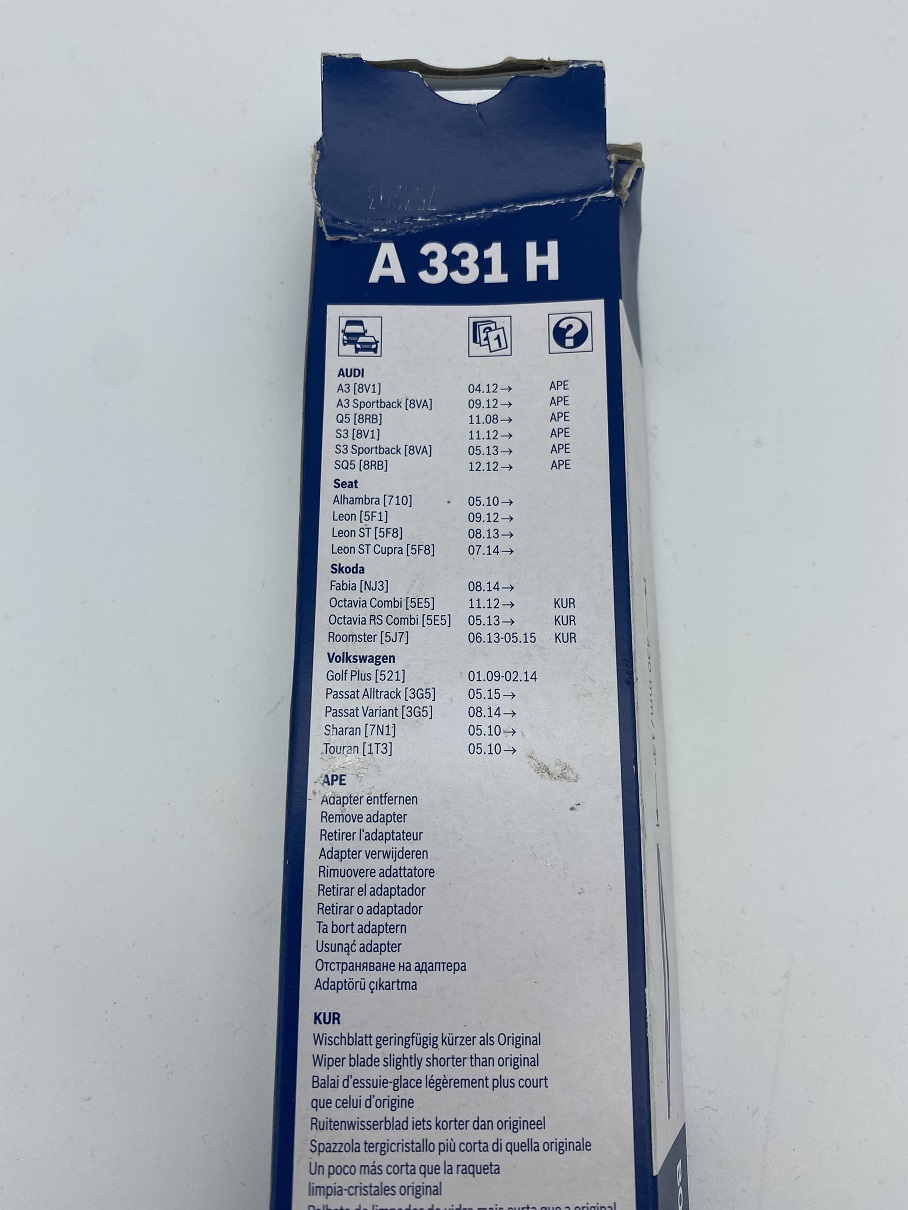 A 331 H
AUDI
A3 [8V1] 04.12→ APE
A3 Sportback [8VA] 09.12→ APE
Q5 [8RB] 11.08→ APE
S3 [8V1] 11.12→ APE
S3 Sportback [8VA] 05.13→ APE
SQ5 [8RB] 12.12→ APE
Seat
Alhambra [710] 05.10→
Leon [5F1] 09.12→
Leon ST [5F8] 08.13→
Leon ST Cupra [5F8] 07.14→
Skoda
Fabia [NJ3] 08.14→
Octavia Combi [5E5] 11.12→ KUR
Octavia RS Combi [5E5] 05.13→ KUR
Roomster [5J7] 06.13-05.15 KUR
Volkswagen
Golf Plus [521] 01.09-02.14
Passat Alltrack [3G5] 05.15→
Passat Variant [3G5] 08.14→
Sharan [7N1] 05.10→
Touran [1T3] 05.10→
APE
Adapter entfernen
Remove adapter
Retirer l'adaptateur
Adapter verwijderen
Rimuovere adattatore
Retirar el adaptador
Retirar o adaptador
Ta bort adaptern
Usunąć adapter
Отстраняване на адаптера
Adaptörü çıkartma
KUR
Wischblatt geringfügig kürzer als Original
Wiper blade slightly shorter than original
Balai d'essuie-glace légèrement plus court
que celui d'origine
Ruitenwisserblad iets korter dan origineel
Spazzola tergicristallo più corta di quella originale
Un poco más corta que la raqueta
limpia-cristales original